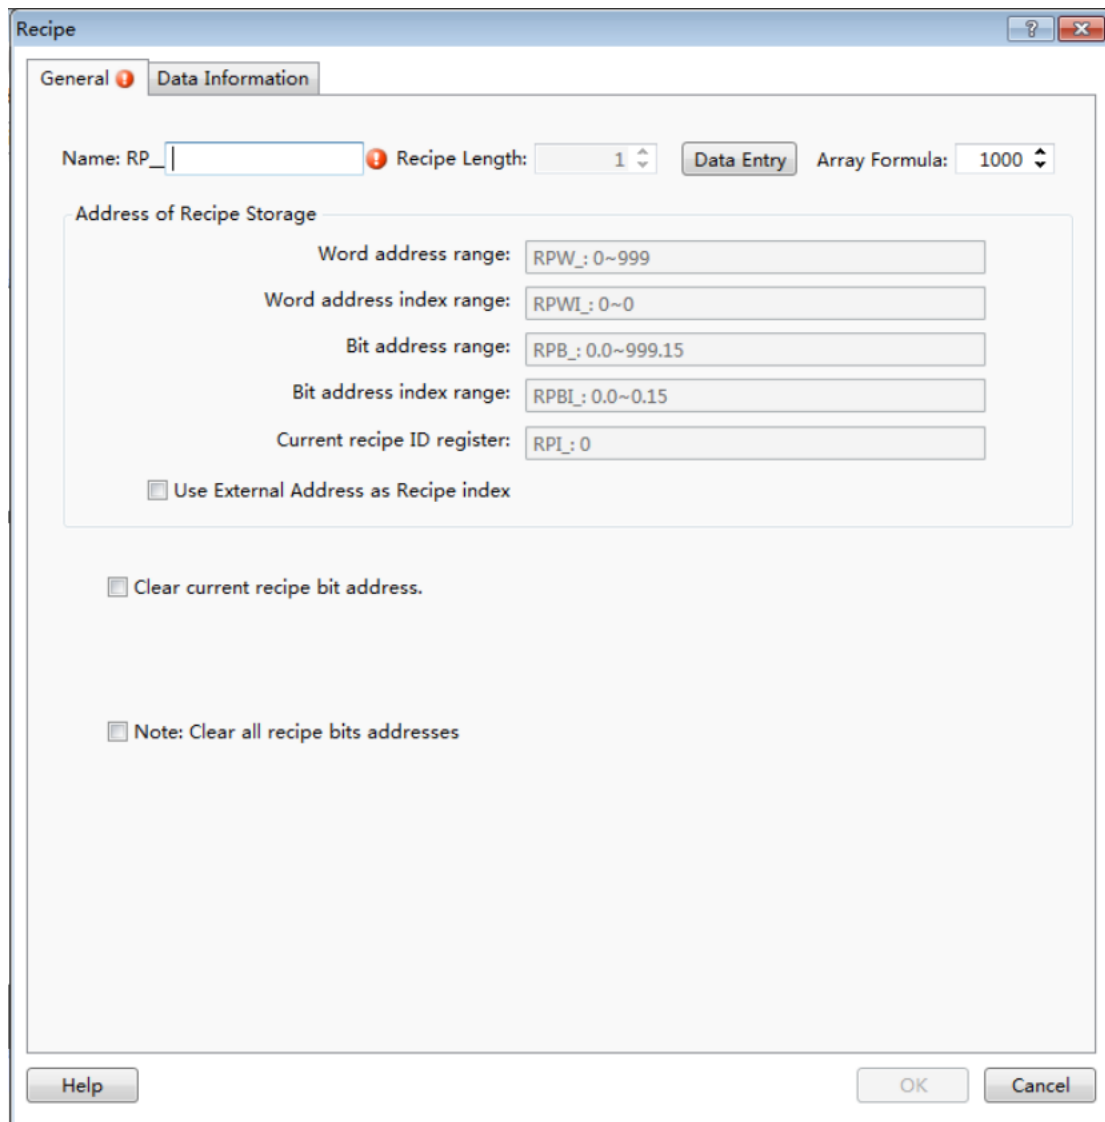 Recipe
General Data Information
Name: RP_ Recipe Length: 1 Data Entry Array Formula: 1000
Address of Recipe Storage
Word address range: RPW_: 0~999
Word address index range: RPWI_: 0~0
Bit address range: RPB_: 0.0~999.15
Bit address index range: RPBI_: 0.0~0.15
Current recipe ID register: RPI_: 0
Use External Address as Recipe index
Clear current recipe bit address.
Note: Clear all recipe bits addresses
Help OK Cancel